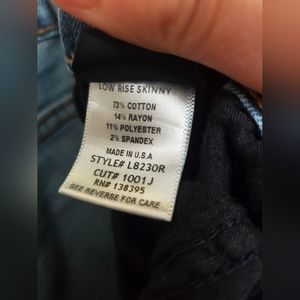 LOW RISE SKINNY
73% COTTON
14% RAYON
11% POLYESTER
2% SPANDEX
MADE IN U.S.A
STYLE# L8230R
CUT# 1001J
RN# 138395
SEE REVERSE FOR CARE